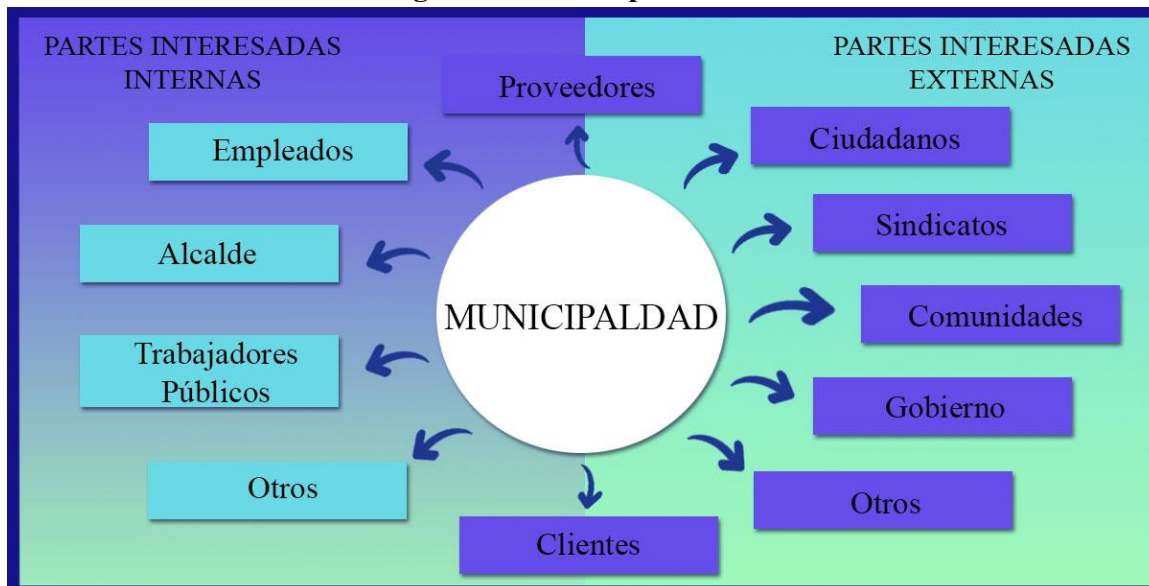 PARTES INTERESADAS
INTERNAS
PARTES INTERESADAS
EXTERNAS
Proveedores
Empleados
Ciudadanos
Alcalde
Sindicatos
MUNICIPALDAD
Comunidades
Trabajadores
Públicos
Gobierno
Otros
Otros
Clientes